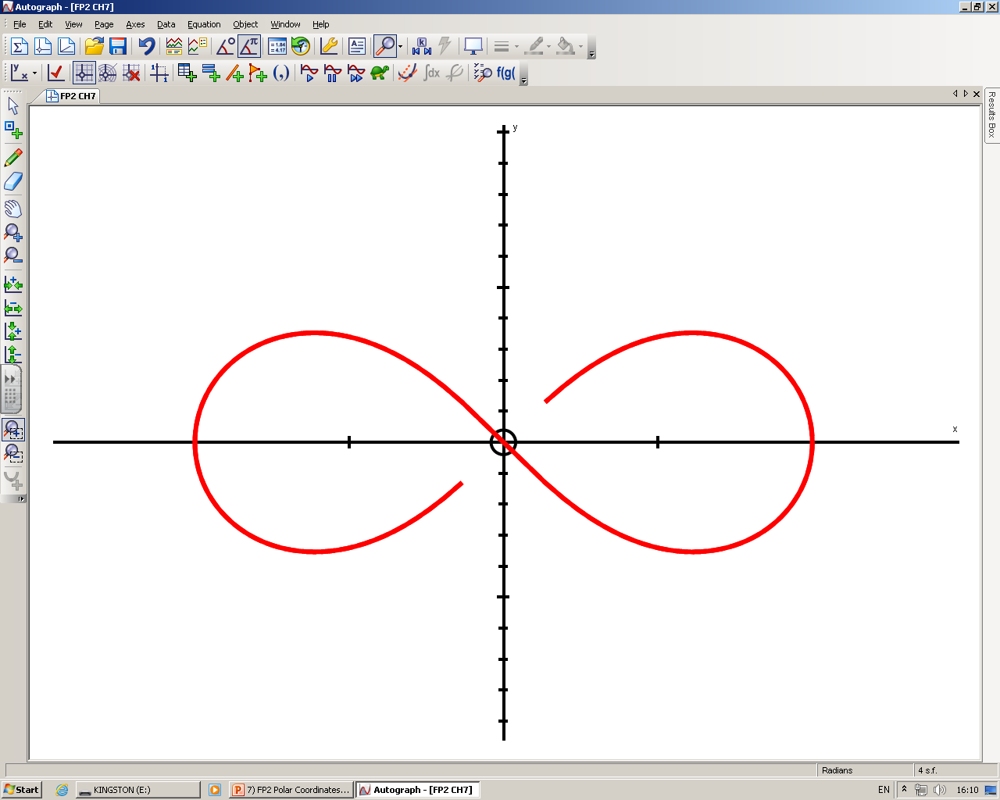 Autograph - [FP2 CH7]
File Edit View Page Axes Data Equation Object Window Help
FP2 CH7
Results Box
y
x
Radians 4 s.f.
Start KINGSTON (E:) 7) FP2 Polar Coordinates... Autograph - [FP2 CH7] EN 16:10